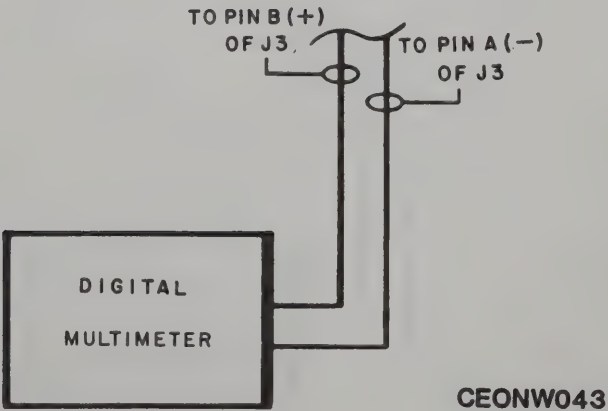 TO PIN B (+)
OF J3.
TO PIN A (-)
OF J3
DIGITAL
MULTIMETER
CEONW043